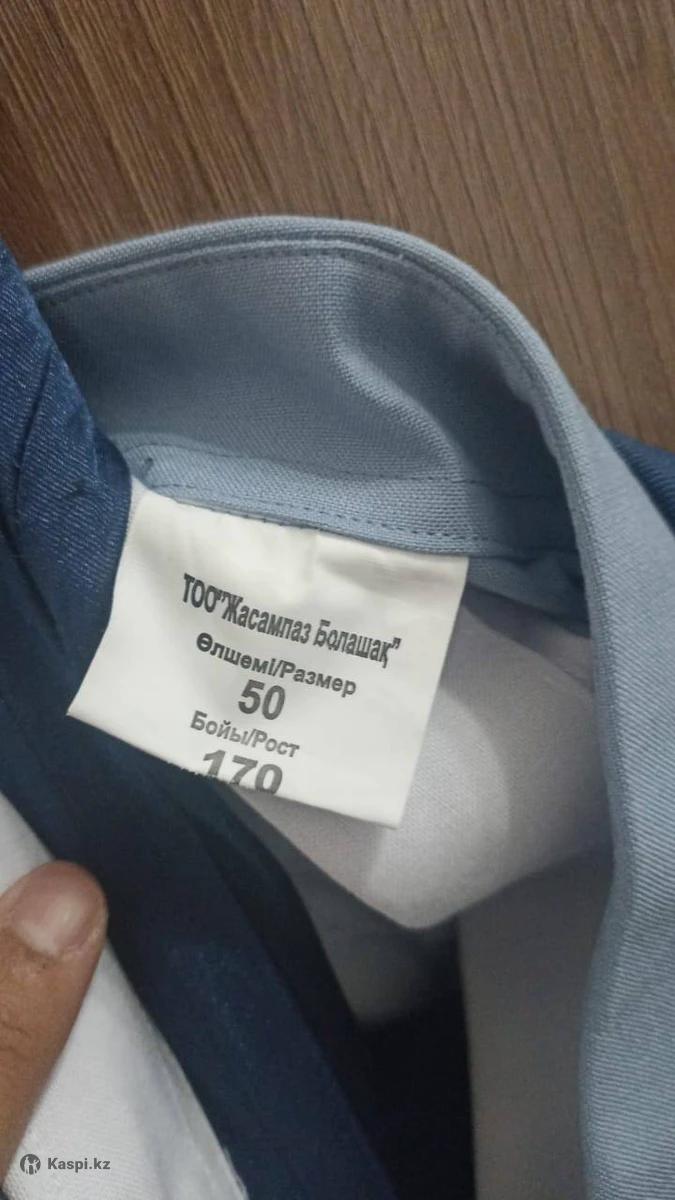 ТОО"Жасампаз Болашақ"
Өлшемі/Размер
50
Бойы/Рост
170
Kaspi.kz